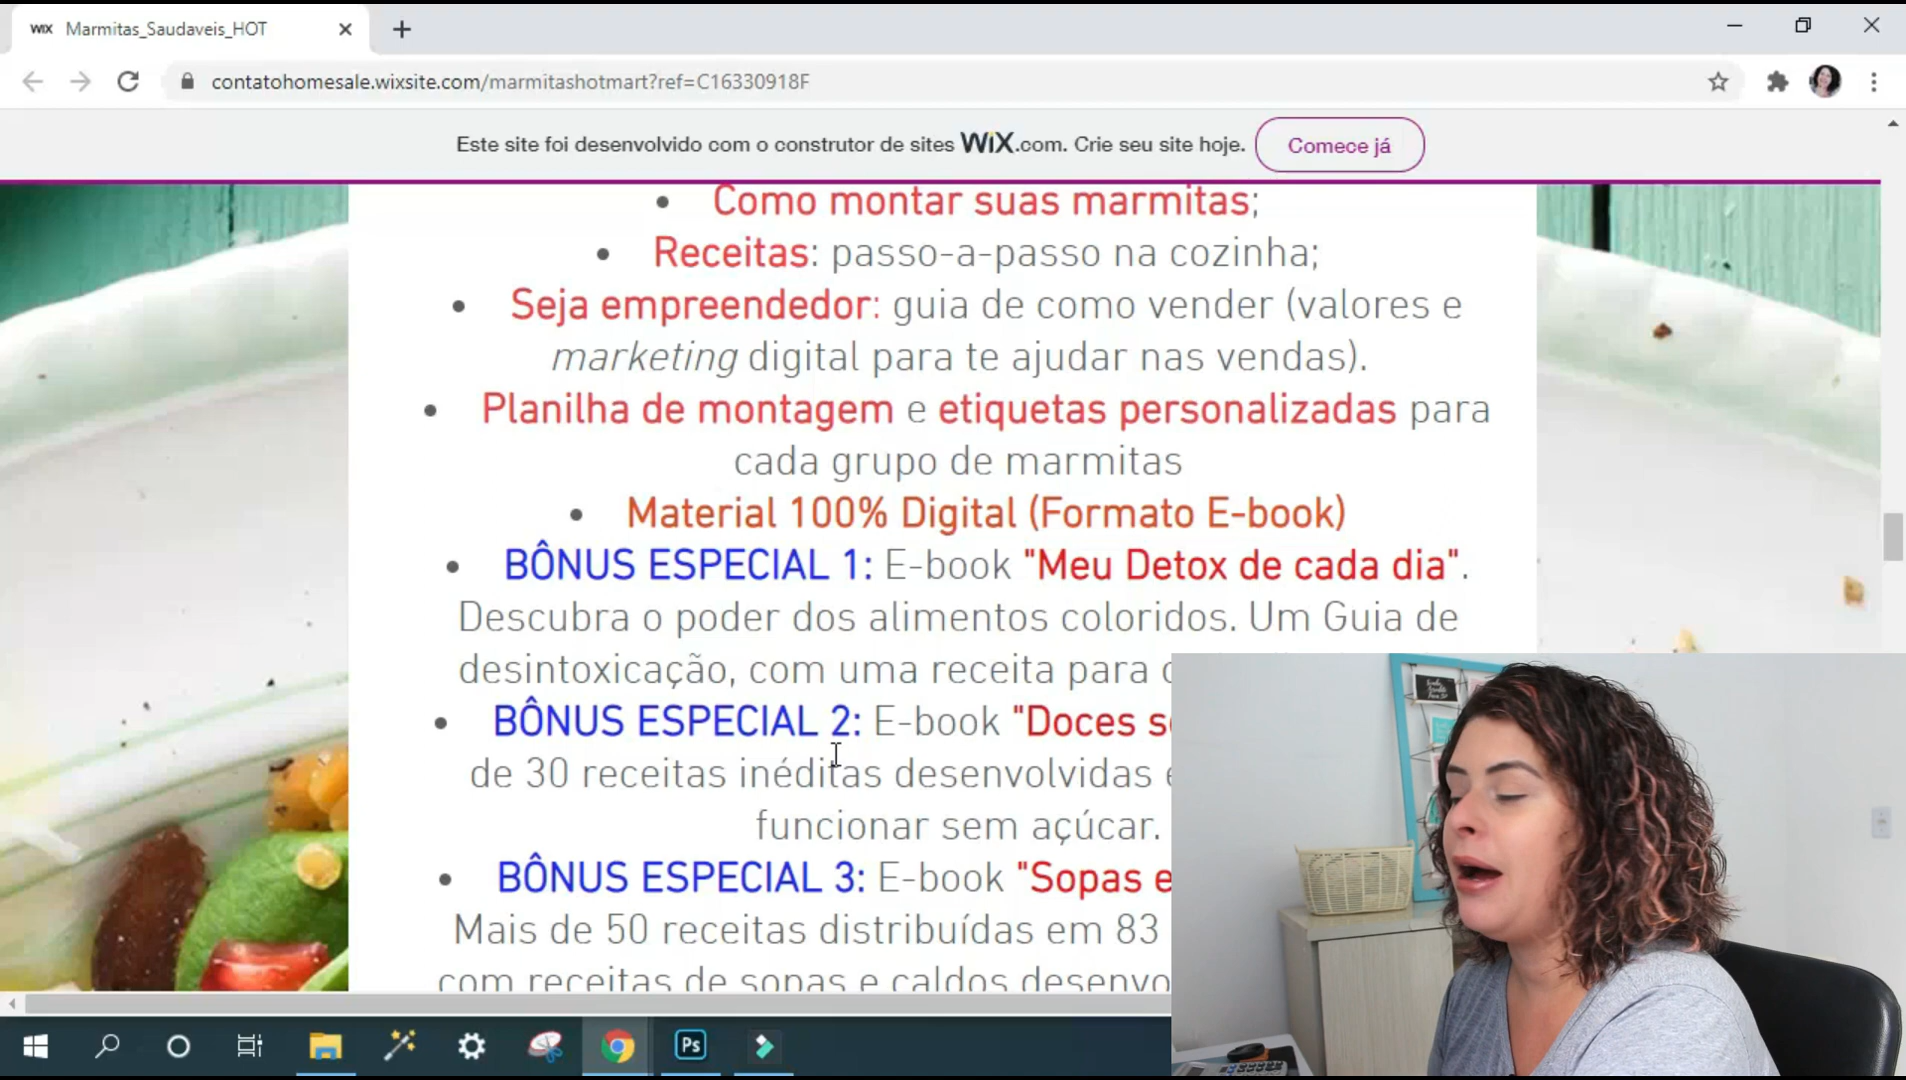 WiX Marmitas_Saudaveis_HOT
contatohomesale.wixsite.com/marmitashotmart?ref=C16330918F
Este site foi desenvolvido com o construtor de sites WiX.com. Crie seu site hoje. Comece já
• Como montar suas marmitas;
• Receitas: passo-a-passo na cozinha;
• Seja empreendedor: guia de como vender (valores e
marketing digital para te ajudar nas vendas).
• Planilha de montagem e etiquetas personalizadas para
cada grupo de marmitas
• Material 100% Digital (Formato E-book)
• BÔNUS ESPECIAL 1: E-book "Meu Detox de cada dia".
Descubra o poder dos alimentos coloridos. Um Guia de
desintoxicação, com uma receita para
• BÔNUS ESPECIAL 2: E-book "Doces
de 30 receitas inéditas desenvolvidas
funcionar sem açúcar.
• BÔNUS ESPECIAL 3: E-book "Sopas e
Mais de 50 receitas distribuídas em 83
com receitas de sopas e caldos
Ps